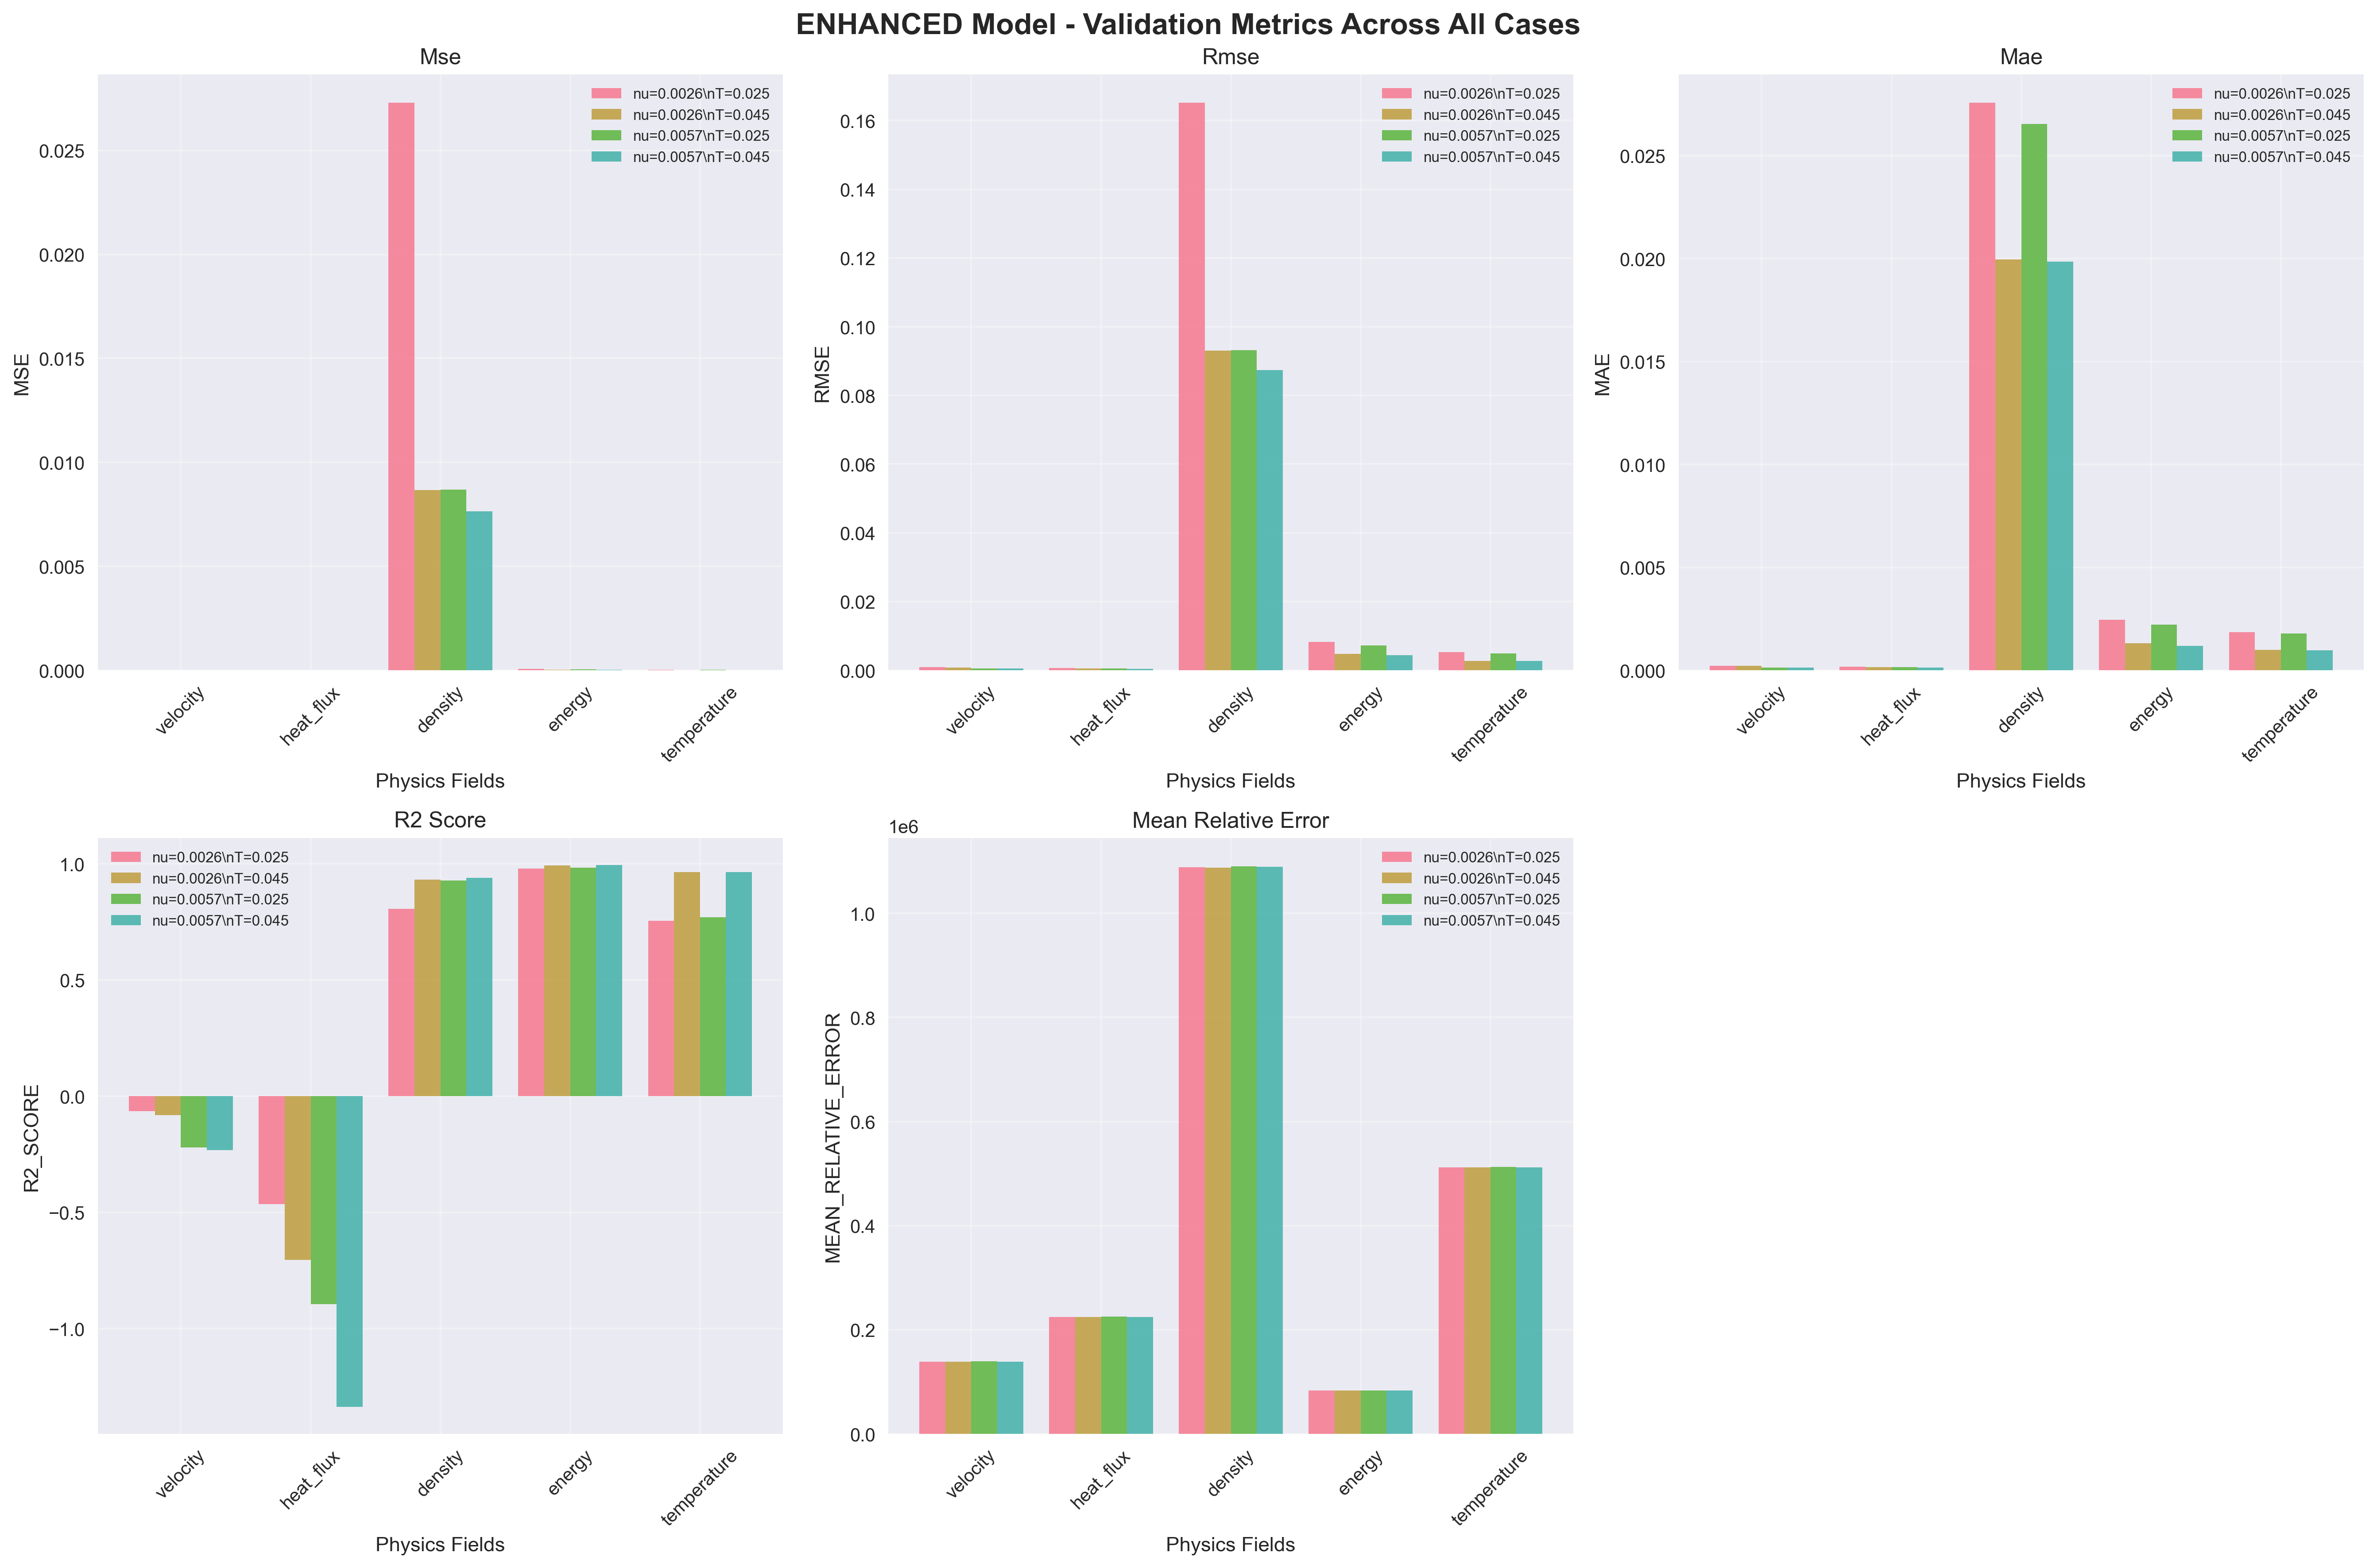 ENHANCED Model - Validation Metrics Across All Cases
Mse
MSE
0.025
0.020
0.015
0.010
0.005
0.000
nu=0.0026\nT=0.025
nu=0.0026\nT=0.045
nu=0.0057\nT=0.025
nu=0.0057\nT=0.045
velocity
heat_flux
density
energy
temperature
Physics Fields
Rmse
RMSE
0.16
0.14
0.12
0.10
0.08
0.06
0.04
0.02
0.00
nu=0.0026\nT=0.025
nu=0.0026\nT=0.045
nu=0.0057\nT=0.025
nu=0.0057\nT=0.045
velocity
heat_flux
density
energy
temperature
Physics Fields
Mae
MAE
0.025
0.020
0.015
0.010
0.005
0.000
nu=0.0026\nT=0.025
nu=0.0026\nT=0.045
nu=0.0057\nT=0.025
nu=0.0057\nT=0.045
velocity
heat_flux
density
energy
temperature
Physics Fields
R2 Score
R2_SCORE
1.0
0.5
0.0
−0.5
−1.0
nu=0.0026\nT=0.025
nu=0.0026\nT=0.045
nu=0.0057\nT=0.025
nu=0.0057\nT=0.045
velocity
heat_flux
density
energy
temperature
Physics Fields
Mean Relative Error
1e6
MEAN_RELATIVE_ERROR
1.0
0.8
0.6
0.4
0.2
0.0
nu=0.0026\nT=0.025
nu=0.0026\nT=0.045
nu=0.0057\nT=0.025
nu=0.0057\nT=0.045
velocity
heat_flux
density
energy
temperature
Physics Fields